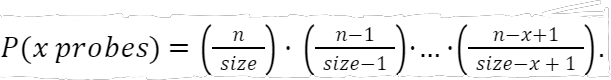 P(x probes) = (n/size) · (n−1/size−1) · … · (n−x+1/size−x + 1).